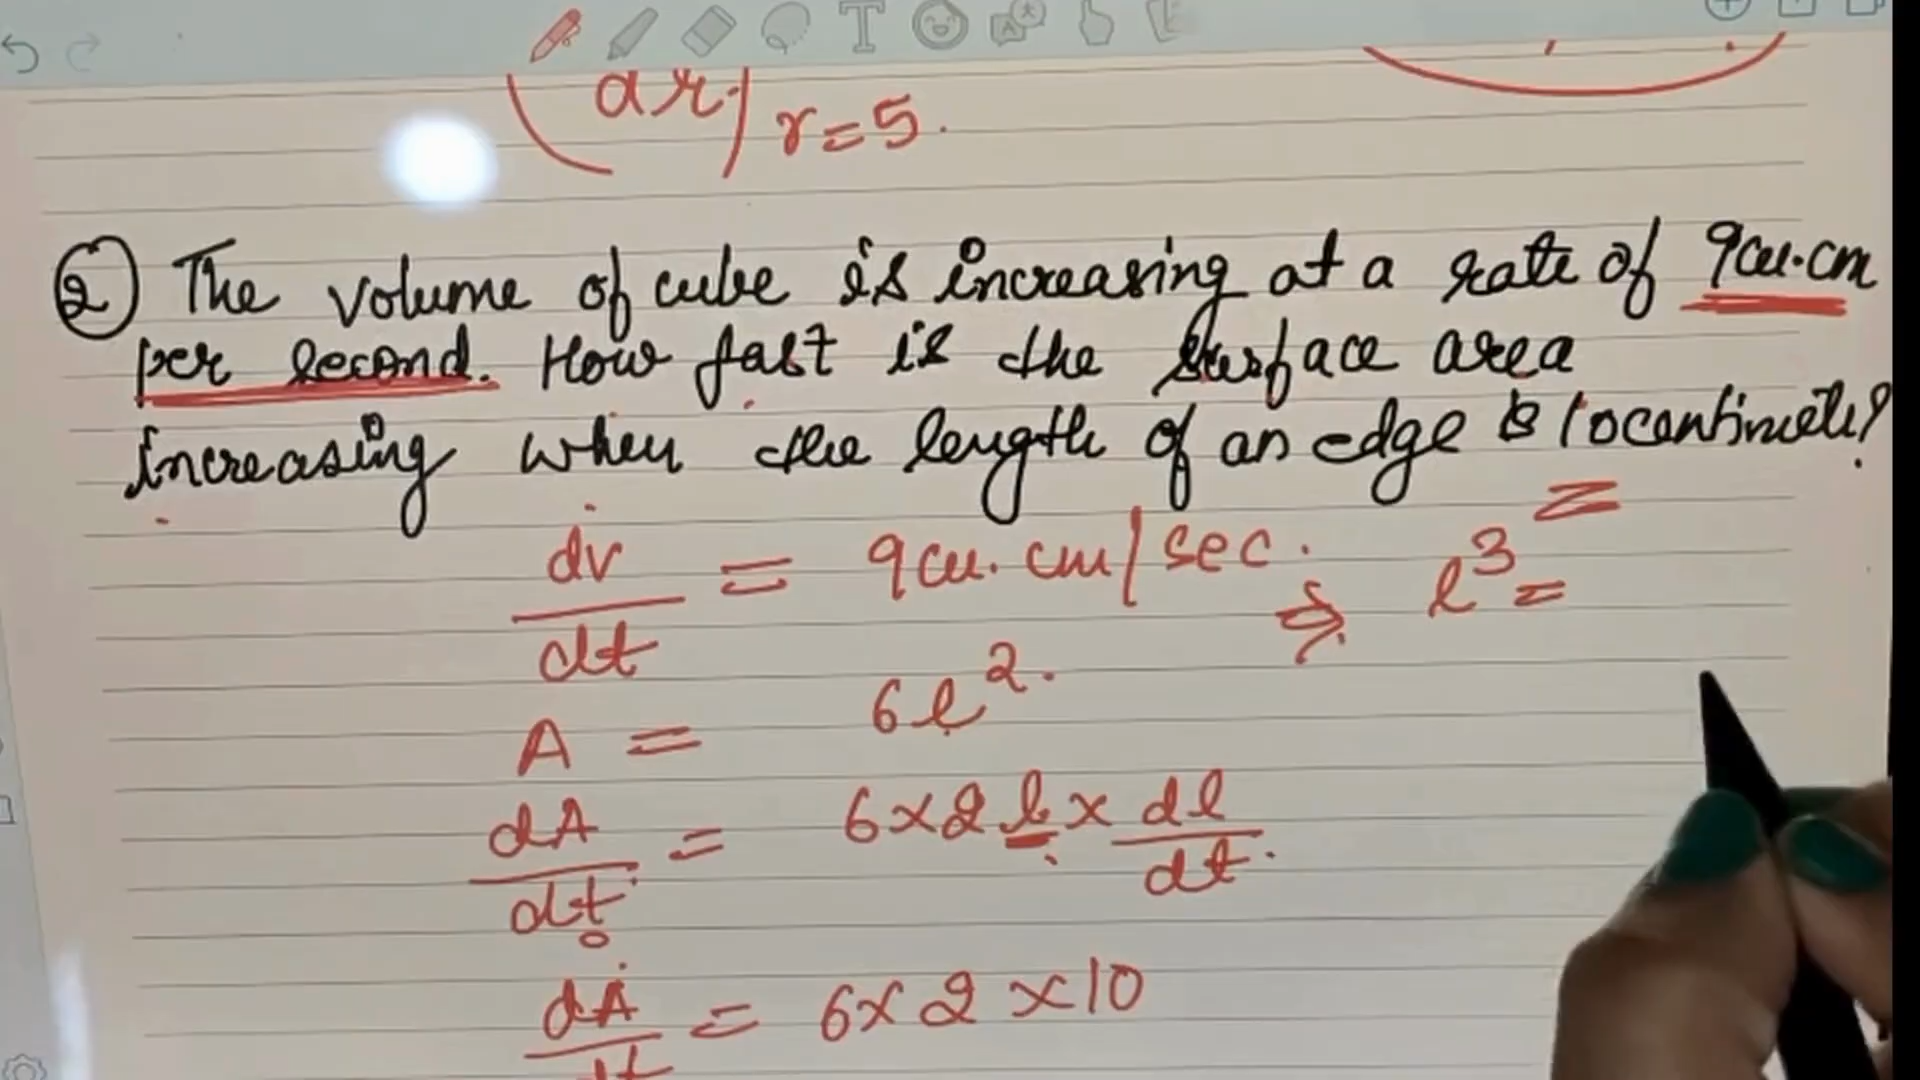 (dr) r=5.
② The volume of cube is increasing at a rate of 9cu.cm
per second. How fast is the surface area
increasing when the length of an edge is
dv/dt = 9cu.cm/sec. ⇒ l³ =
A = 6l².
dA/dt = 6×2l× dl/dt.
dA/dt = 6×2×10